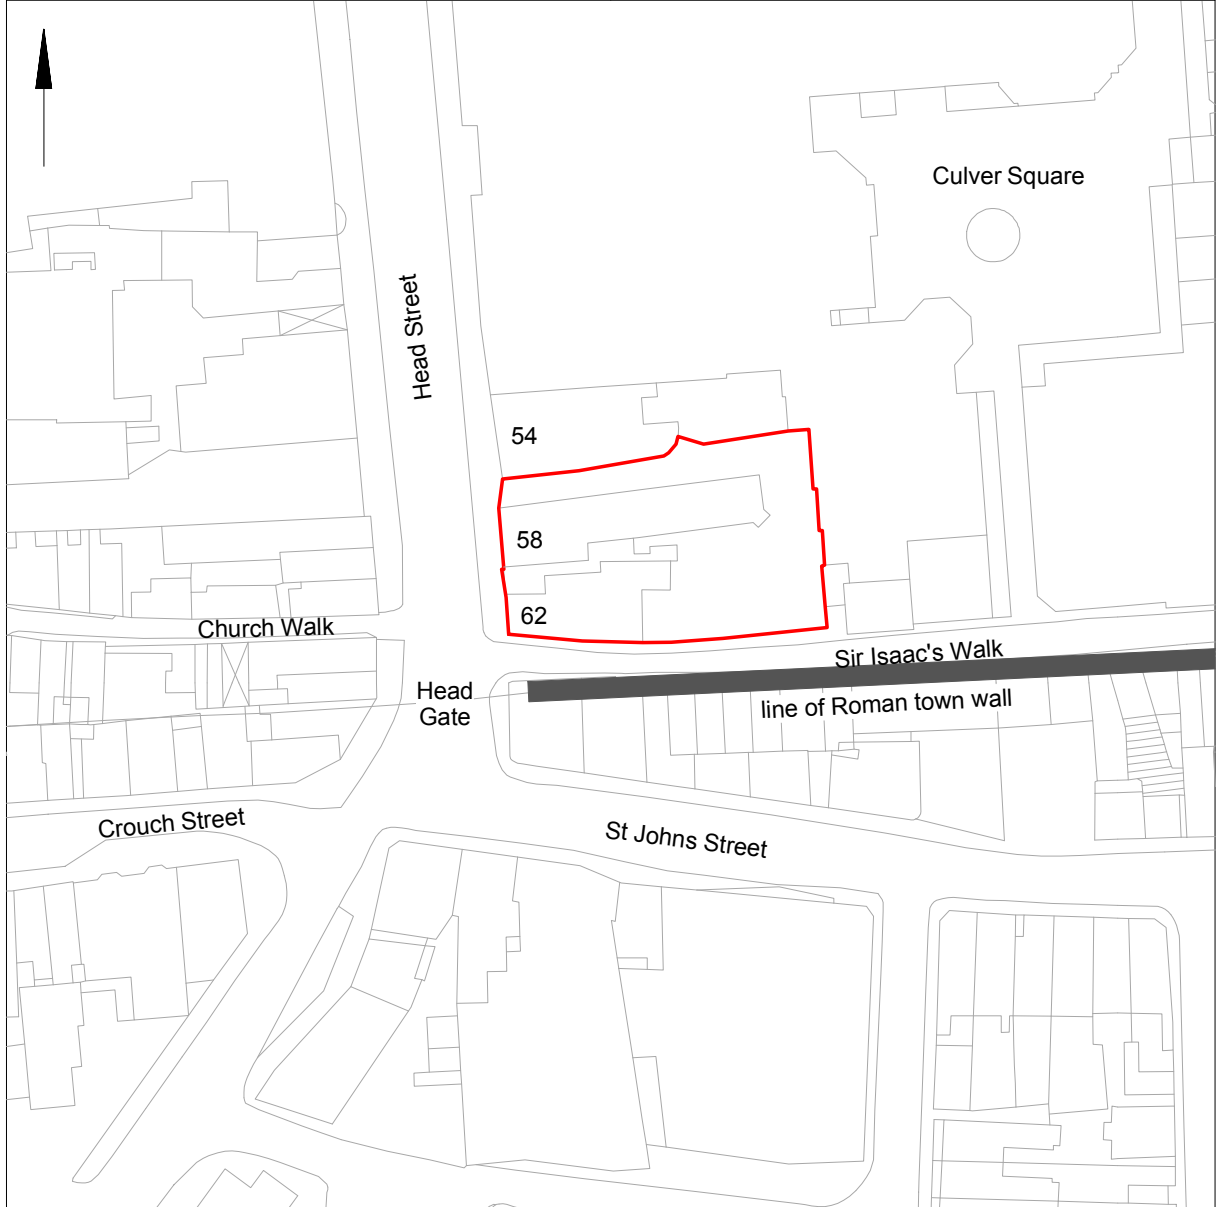 Culver Square
Head Street
54
58
62
Church Walk
Sir Isaac's Walk
Head
Gate
line of Roman town wall
Crouch Street
St Johns Street